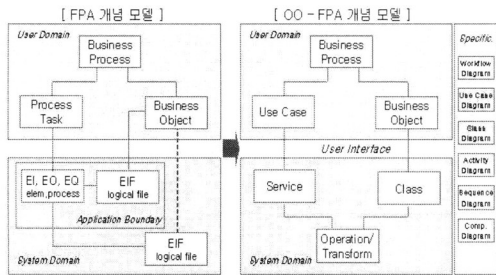 [ FPA 개념 모델 ]
User Domain
Business
Process
Process
Task
Business
Object
EI, EO, EQ
elem,process
EIF
logical file
Application Boundary
EIF
logical file
System Domain
[ OO – FPA 개념 모델 ]
User Domain
Business
Process
Use Case
Business
Object
User Interface
Service
Class
Operation/
Transform
System Domain
Specific.
Workflow
Diagram
Use Case
Diagram
Class
Diagram
Activity
Diagram
Sequence
Diagram
Comp.
Diagram